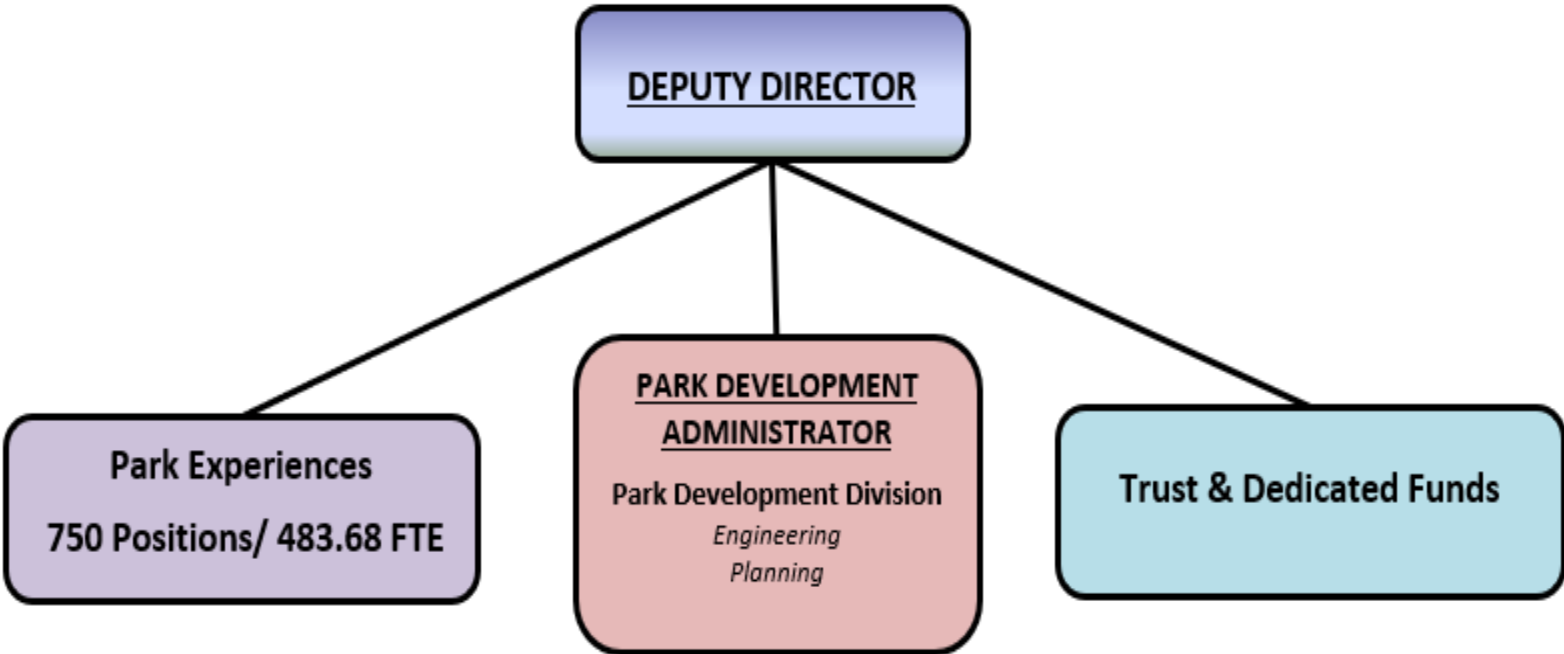 DEPUTY DIRECTOR
Park Experiences
750 Positions/ 483.68 FTE
PARK DEVELOPMENT
ADMINISTRATOR
Park Development Division
Engineering
Planning
Trust & Dedicated Funds